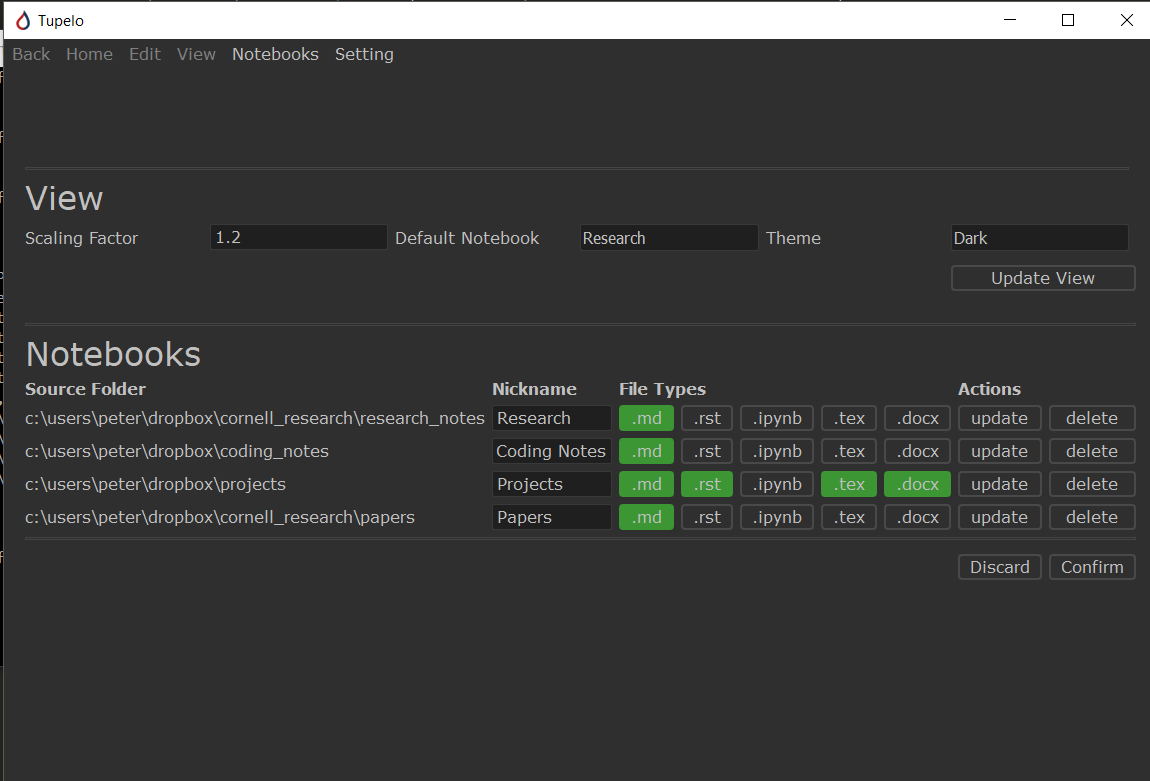 Tupelo
Back Home Edit View Notebooks Setting
View
Scaling Factor 1.2 Default Notebook Research Theme Dark
Update View
Notebooks
Source Folder Nickname File Types Actions
c:\users\peter\dropbox\cornell_research\research_notes Research .md .rst .ipynb .tex .docx update delete
c:\users\peter\dropbox\coding_notes Coding Notes .md .rst .ipynb .tex .docx update delete
c:\users\peter\dropbox\projects Projects .md .rst .ipynb .tex .docx update delete
c:\users\peter\dropbox\cornell_research\papers Papers .md .rst .ipynb .tex .docx update delete
Discard Confirm